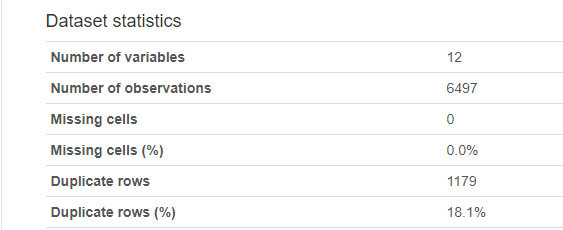 Dataset statistics
Number of variables 12
Number of observations 6497
Missing cells 0
Missing cells (%) 0.0%
Duplicate rows 1179
Duplicate rows (%) 18.1%